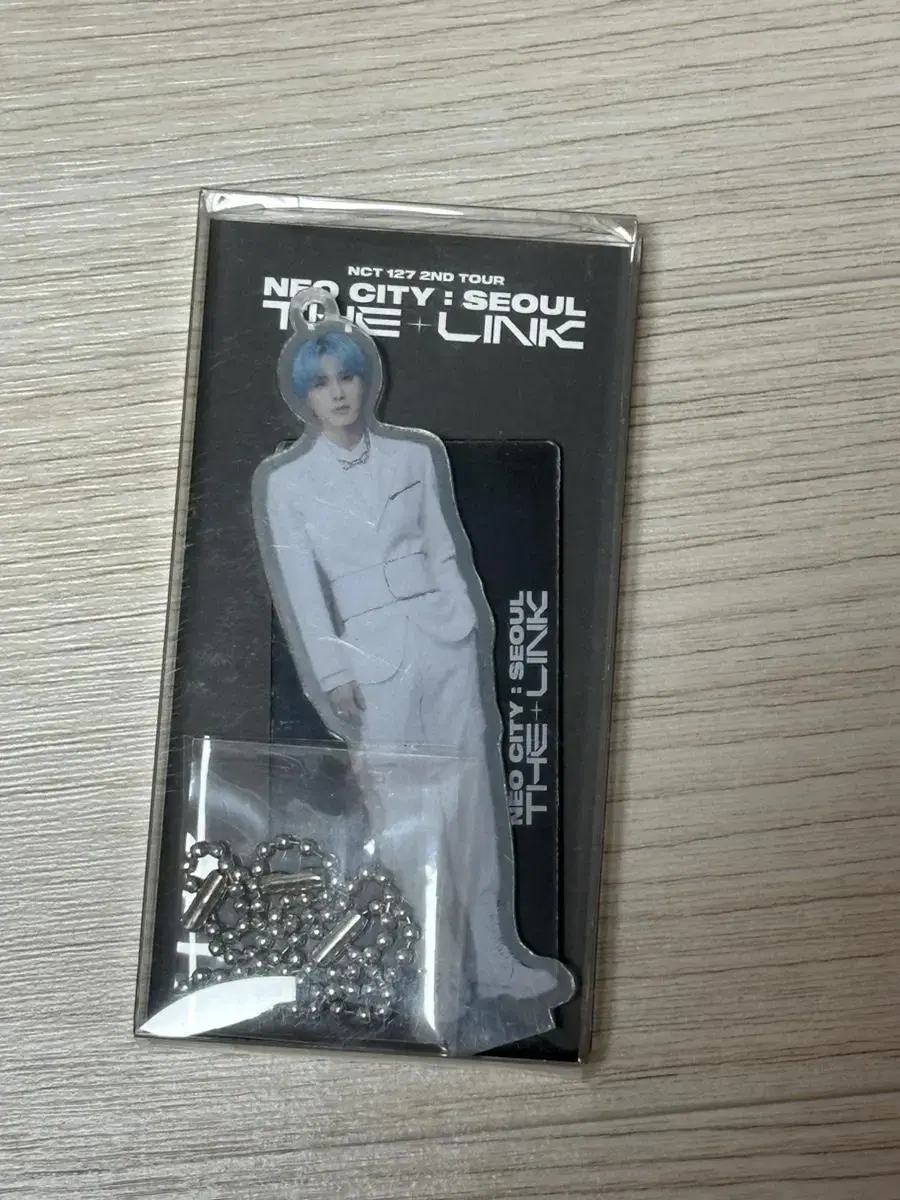 NCT 127 2ND TOUR
NEO CITY : SEOUL
THE + LINK
NEO CITY : SEOUL
THE + LINK